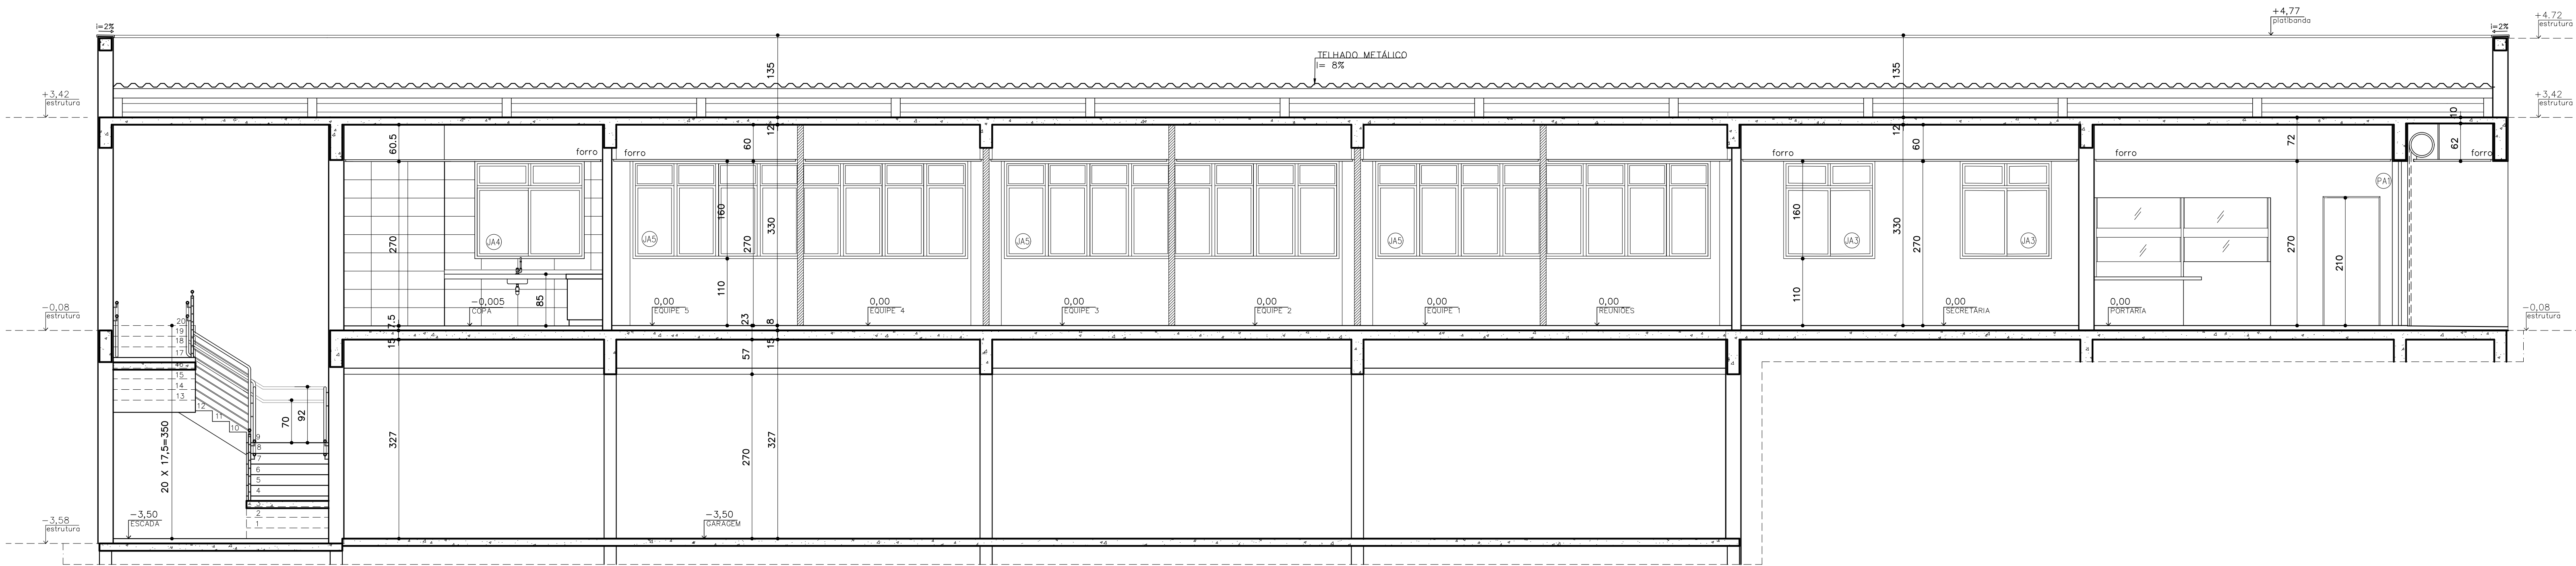 i=2%
+4,77
platibanda
i=2%
+4.72
estrutura
TELHADO METÁLICO
i= 8%
135
135
+3,42
estrutura
+3,42
estrutura
110
60.5
forro
forro
60
12
12
60
forro
72
forro
62
forro
PA1
270
JA4
JA5
160
270
330
JA5
JA5
160
JA3
330
270
JA3
270
210
-0,08
estrutura
-0,005
COPA
85
0,00
EQUIPE 5
110
0,00
EQUIPE 4
0,00
EQUIPE 3
0,00
EQUIPE 2
0,00
EQUIPE 1
0,00
REUNIÕES
110
0,00
SECRETARIA
0,00
PORTARIA
-0,08
estrutura
7.5
23
8
15
15
57
20
19
18
17
16
15
14
13
12
11
10
9
8
7
6
5
4
3
2
1
70
92
20 X 17,5=350
327
270
327
-3,58
estrutura
-3,50
ESCADA
-3,50
GARAGEM